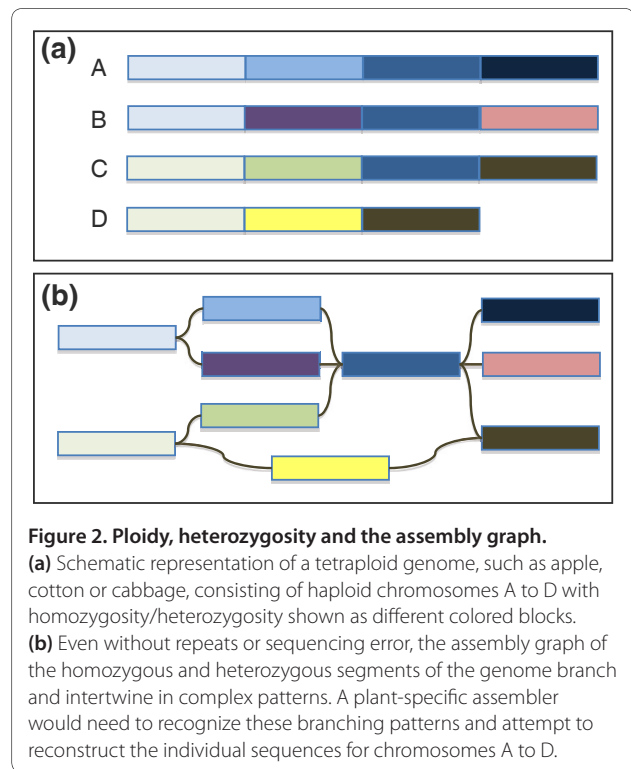 (a)
A
B
C
D
(b)
Figure 2. Ploidy, heterozygosity and the assembly graph.
(a) Schematic representation of a tetraploid genome, such as apple,
cotton or cabbage, consisting of haploid chromosomes A to D with
homozygosity/heterozygosity shown as different colored blocks.
(b) Even without repeats or sequencing error, the assembly graph of
the homozygous and heterozygous segments of the genome branch
and intertwine in complex patterns. A plant-specific assembler
would need to recognize these branching patterns and attempt to
reconstruct the individual sequences for chromosomes A to D.